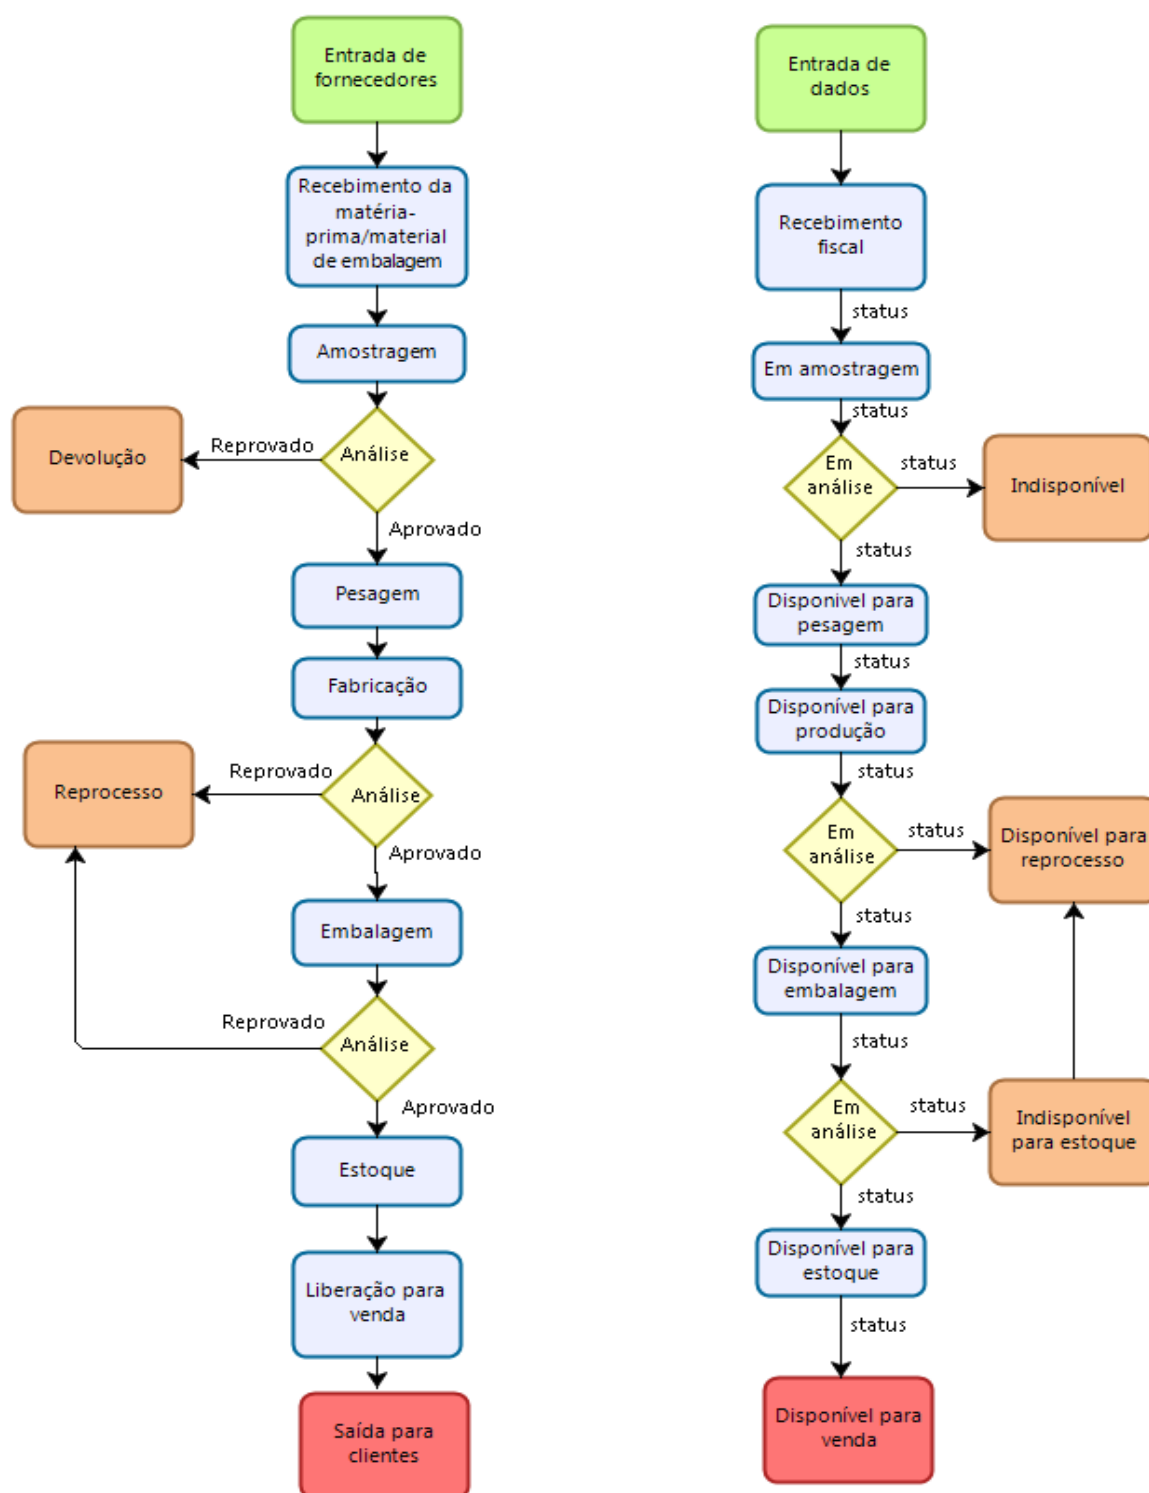 Entrada de
fornecedores
Recebimento da
matéria-
prima/material
de embalagem
Amostragem
Análise
Reprovado
Devolução
Aprovado
Pesagem
Fabricação
Análise
Reprovado
Reprocesso
Aprovado
Embalagem
Análise
Reprovado
Aprovado
Estoque
Liberação para
venda
Saída para
clientes
Entrada de
dados
Recebimento
fiscal
status
Em amostragem
status
Em
análise
status
Indisponível
status
Disponivel para
pesagem
status
Disponível para
produção
status
Em
análise
status
Disponível para
reprocesso
status
Disponível para
embalagem
status
Em
análise
status
Indisponível
para estoque
status
Disponível para
estoque
status
Disponível para
venda